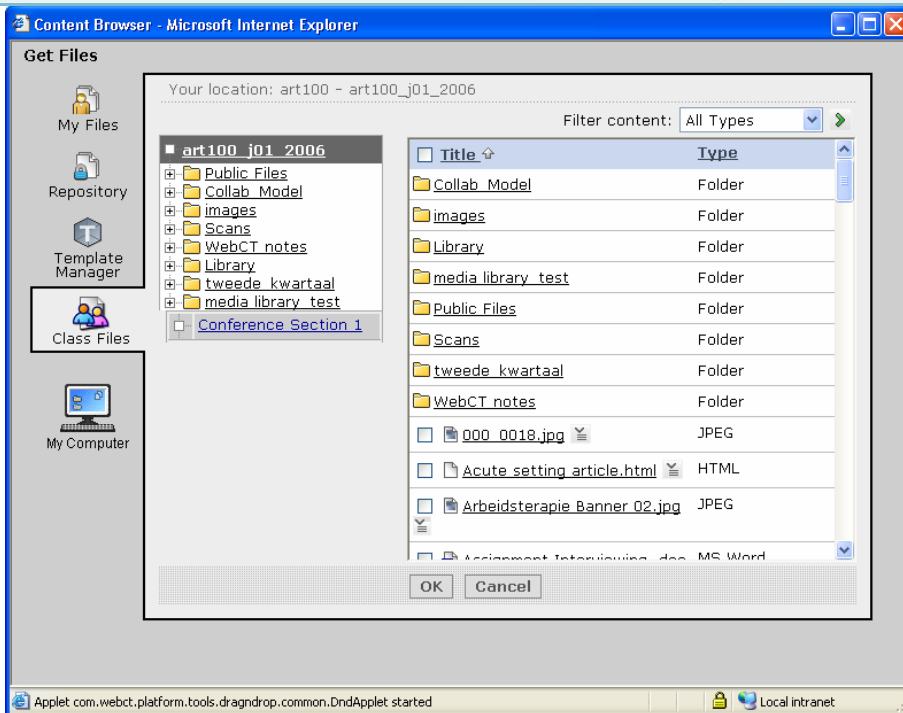 Content Browser - Microsoft Internet Explorer
Get Files
My Files
Repository
Template
Manager
Class Files
My Computer
Your location: art100 - art100_j01_2006
Filter content: All Types
art100_j01_2006
Public Files
Collab_Model
images
Scans
WebCT notes
Library
tweede_kwartaal
media library_test
Conference Section 1
Title Type
Collab_Model Folder
images Folder
Library Folder
media library_test Folder
Public Files Folder
Scans Folder
tweede_kwartaal Folder
WebCT notes Folder
000_0018.jpg JPEG
Acute setting article.html HTML
Arbeidsterapie Banner 02.jpg JPEG
Assignment Interviewing MS Word
OK Cancel
Applet com.webct.platform.tools.dragndrop.common.DndApplet started
Local intranet